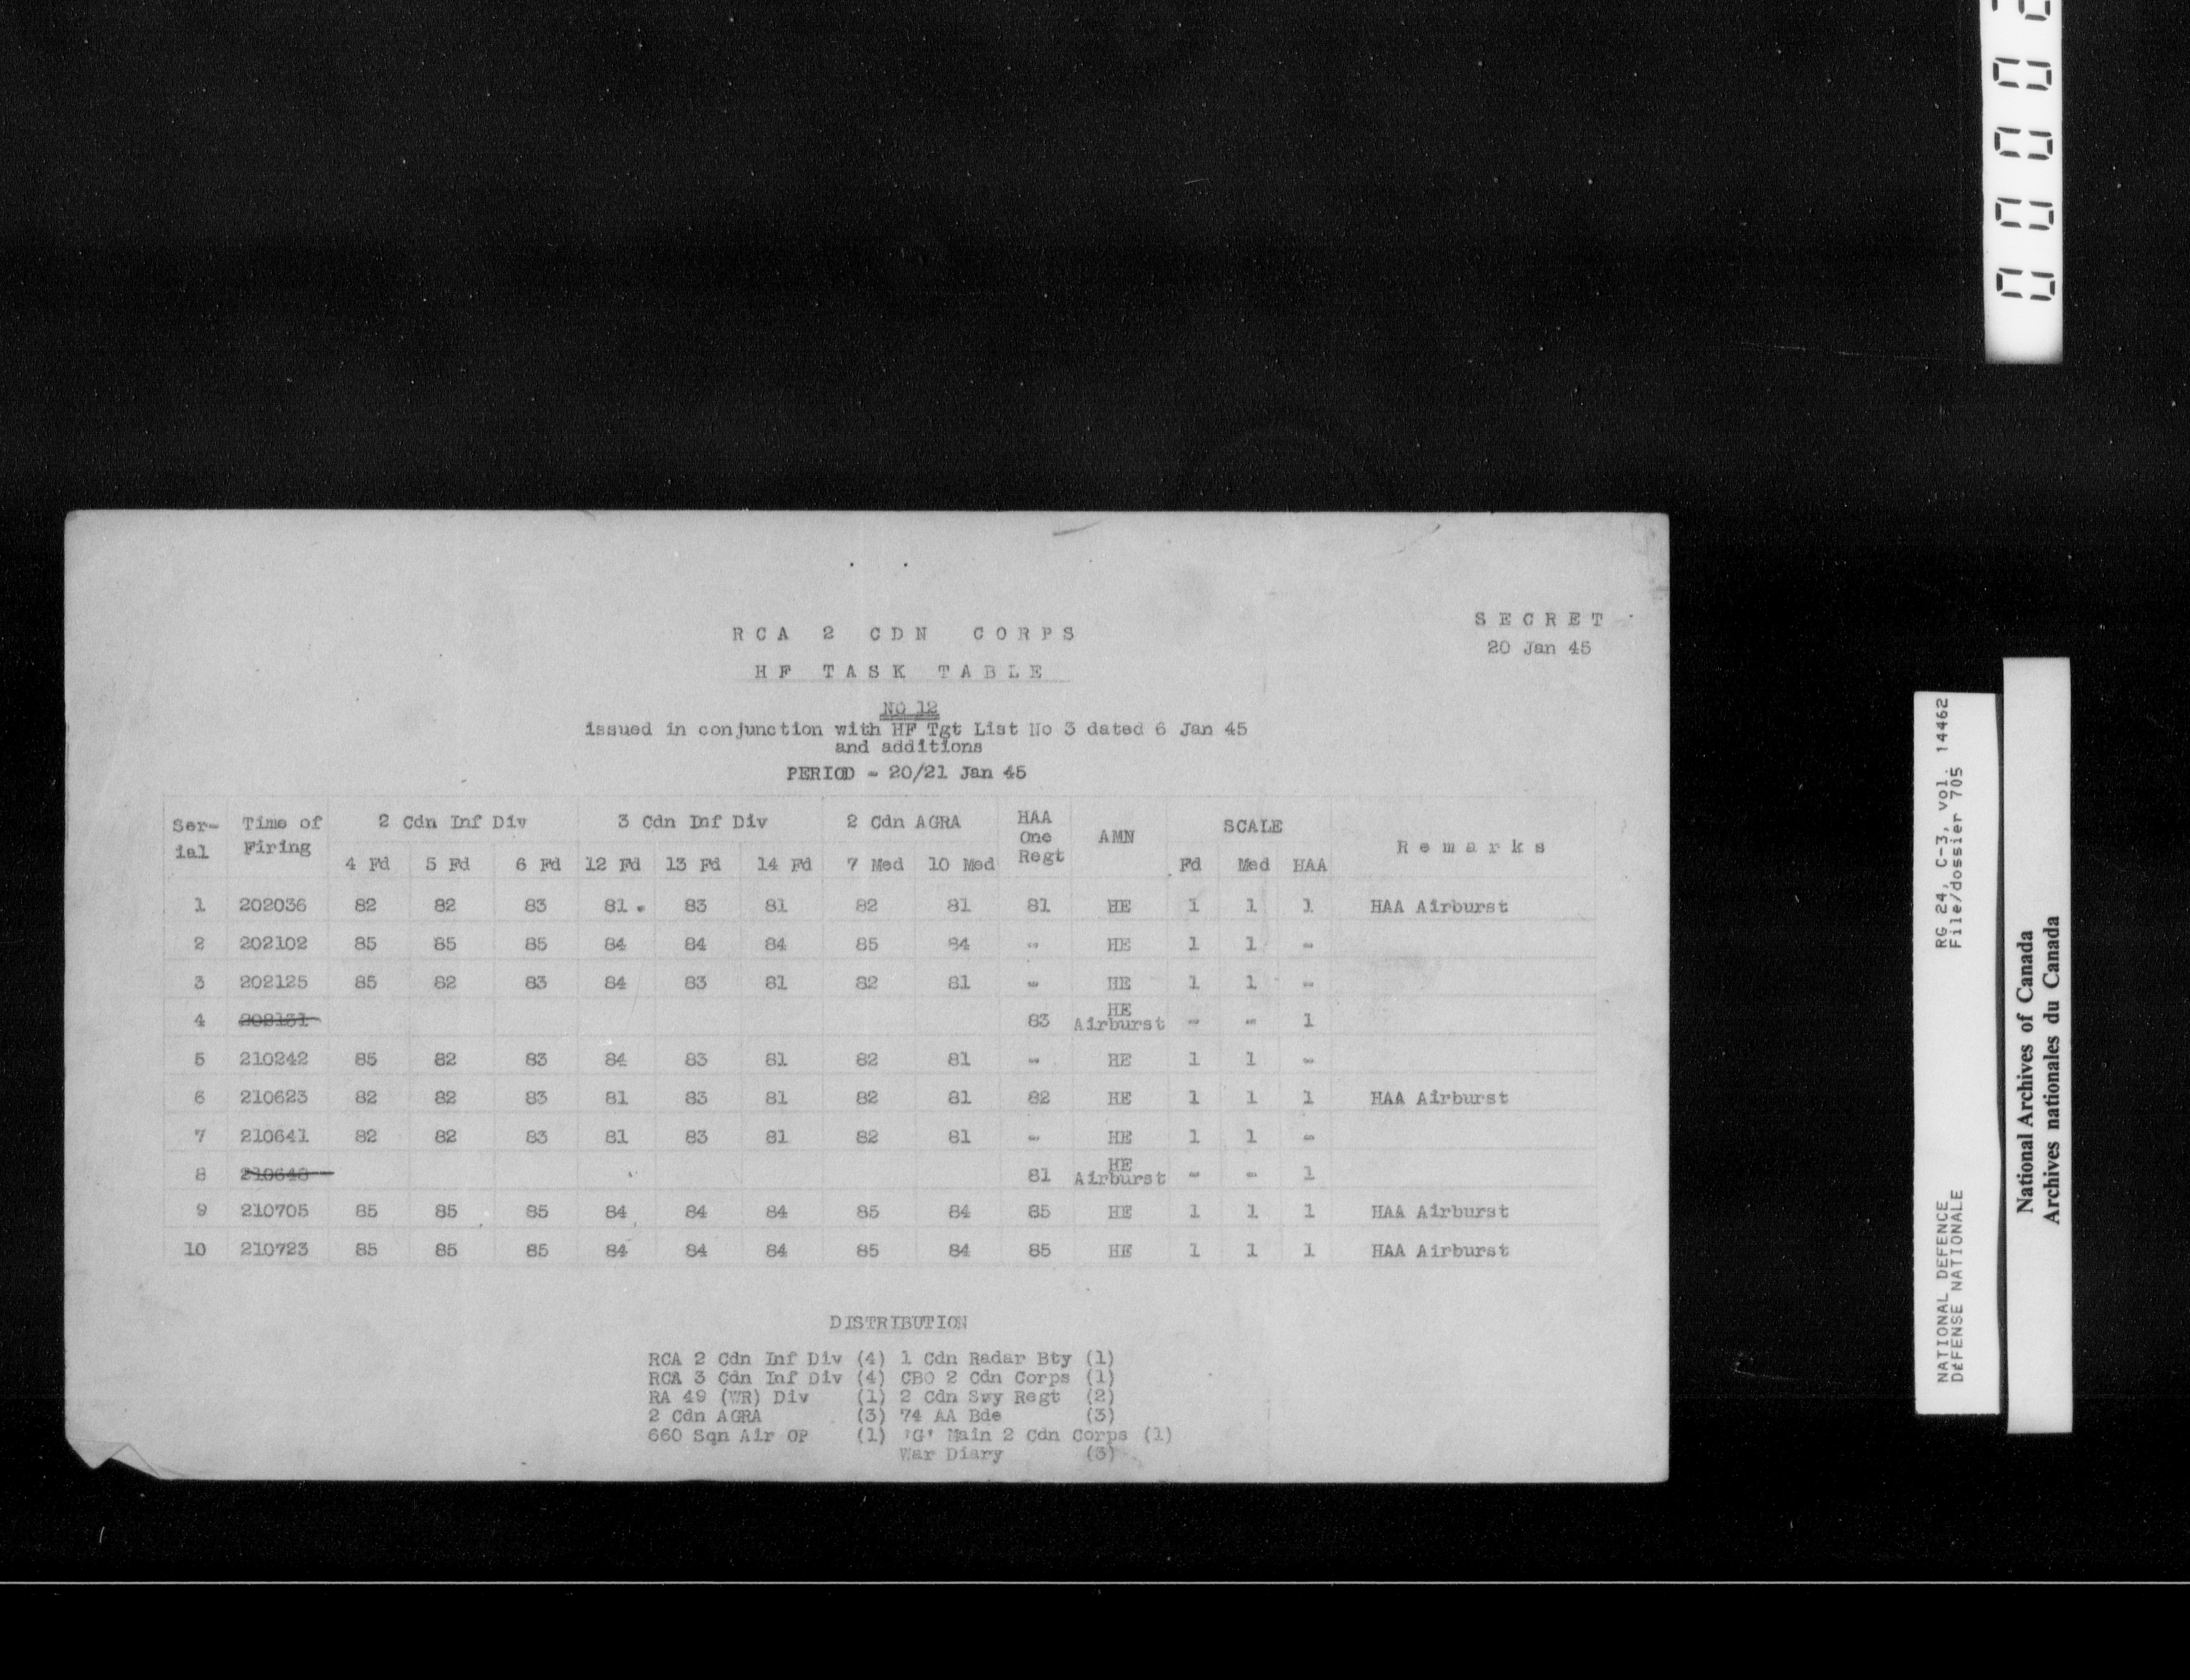 SECRET
20 Jan 45
RCA 2 CDN CORPS
HF TASK TABLE
NO 12
issued in conjunction with HF Tgt List No 3 dated 6 Jan 45
and additions
PERIOD - 20/21 Jan 45
Ser-ial Time of Firing 2 Cdn Inf Div 3 Cdn Inf Div 2 Cdn AGRA HAA One Regt AMN SCALE Remarks
4 Fd 5 Fd 6 Fd 12 Fd 13 Fd 14 Fd 7 Med 10 Med Fd Med HAA
1 202036 82 82 83 81 83 81 82 81 81 HE 1 1 1 HAA Airburst
2 202102 85 85 85 84 84 84 85 84 - HE 1 1 -
3 202125 85 82 83 84 83 81 82 81 - HE 1 1 -
4 202131 83 HE Airburst - - 1
5 210242 85 82 83 84 83 81 82 81 - HE 1 1 -
6 210623 82 82 83 81 83 81 82 81 82 HE 1 1 1 HAA Airburst
7 210641 82 82 83 81 83 81 82 81 - HE 1 1 -
8 210648 81 HE Airburst - - 1
9 210705 85 85 85 84 84 84 85 84 85 HE 1 1 1 HAA Airburst
10 210723 85 85 85 84 84 84 85 84 85 HE 1 1 1 HAA Airburst
DISTRIBUTION
RCA 2 Cdn Inf Div (4) 1 Cdn Radar Bty (1)
RCA 3 Cdn Inf Div (4) CBO 2 Cdn Corps (1)
RA 49 (WR) Div (1) 2 Cdn Svy Regt (2)
2 Cdn AGRA (3) 74 AA Bde (3)
660 Sqn Air OP (1) 'G' Main 2 Cdn Corps (1)
War Diary (3)
NATIONAL DEFENCE RG 24, C-3, vol. 14462
DÉFENSE NATIONALE File/dossier 705
National Archives of Canada
Archives nationales du Canada
0000